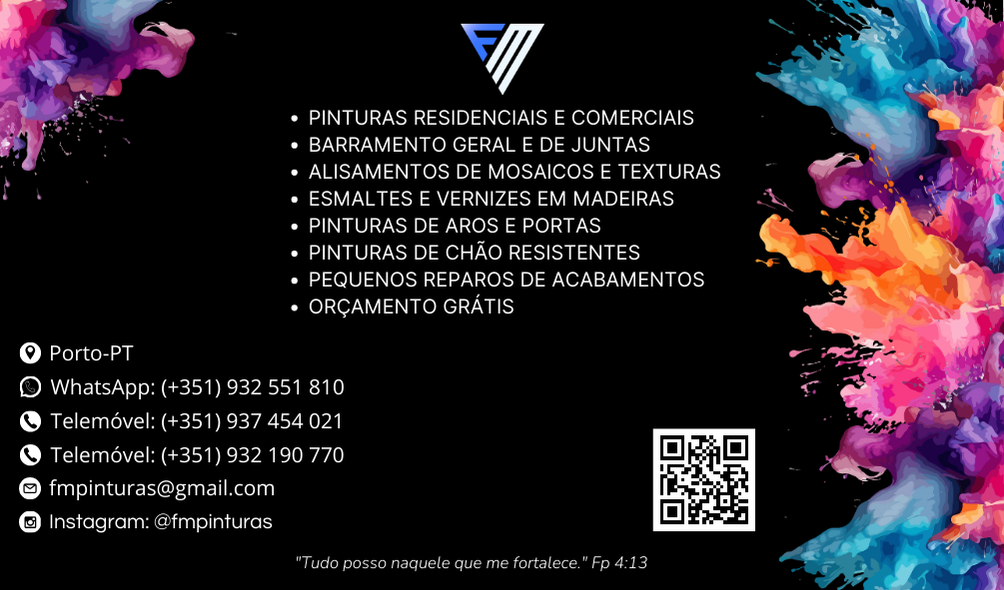 FM
PINTURAS RESIDENCIAIS E COMERCIAIS
BARRAMENTO GERAL E DE JUNTAS
ALISAMENTOS DE MOSAICOS E TEXTURAS
ESMALTES E VERNIZES EM MADEIRAS
PINTURAS DE AROS E PORTAS
PINTURAS DE CHÃO RESISTENTES
PEQUENOS REPAROS DE ACABAMENTOS
ORÇAMENTO GRÁTIS
Porto-PT
WhatsApp: (+351) 932 551 810
Telemóvel: (+351) 937 454 021
Telemóvel: (+351) 932 190 770
fmpinturas@gmail.com
Instagram: @fmpinturas
"Tudo posso naquele que me fortalece." Fp 4:13